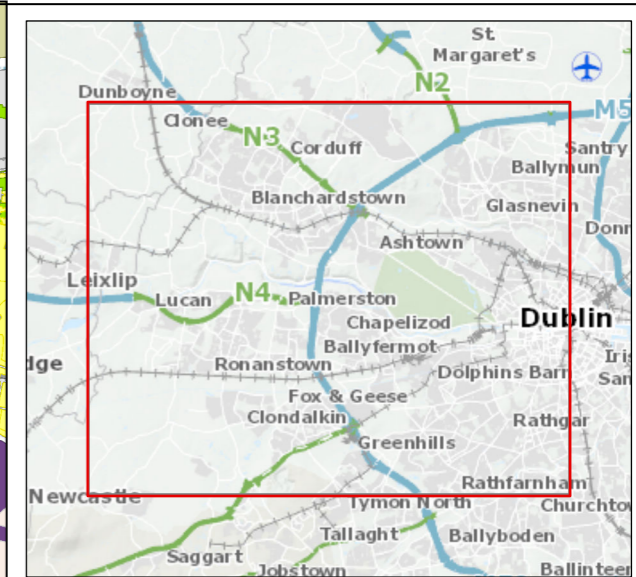 St.
Margaret's
N2
Dunboyne
M5
Clonee
N3
Corduff
Santry
Ballymun
Blanchardstown
Glasnevin
Donn
Ashtown
Leixlip
N4
Lucan
Palmerston
Dublin
Chapelizod
Ballyfermot
Iris
dge
Ronanstown
Dolphins Barn
San
Fox & Geese
Clondalkin
Rathgar
Greenhills
Rathfarnham
Newcastle
Tymon North
Churchto
Tallaght
Ballyboden
Saggart
Jobstown
Ballinteer